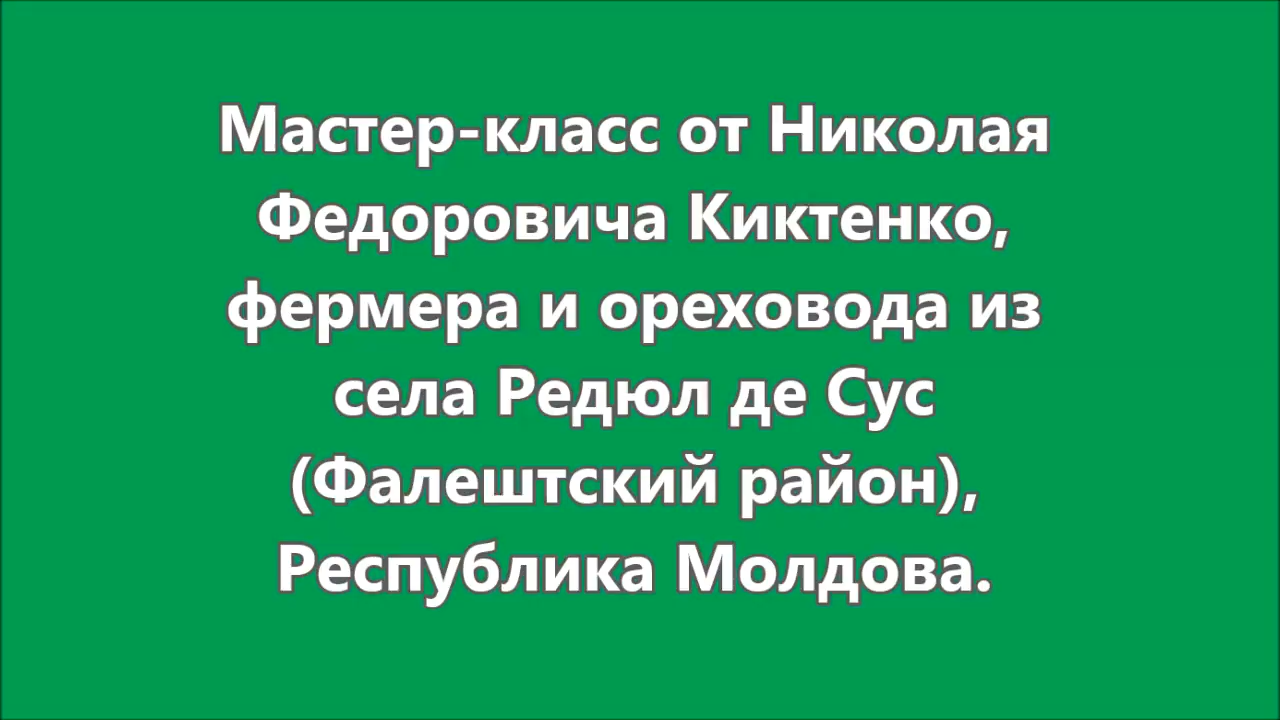 Мастер-класс от Николая
Федоровича Киктенко,
фермера и ореховода из
села Редюл де Сус
(Фалештский район),
Республика Молдова.